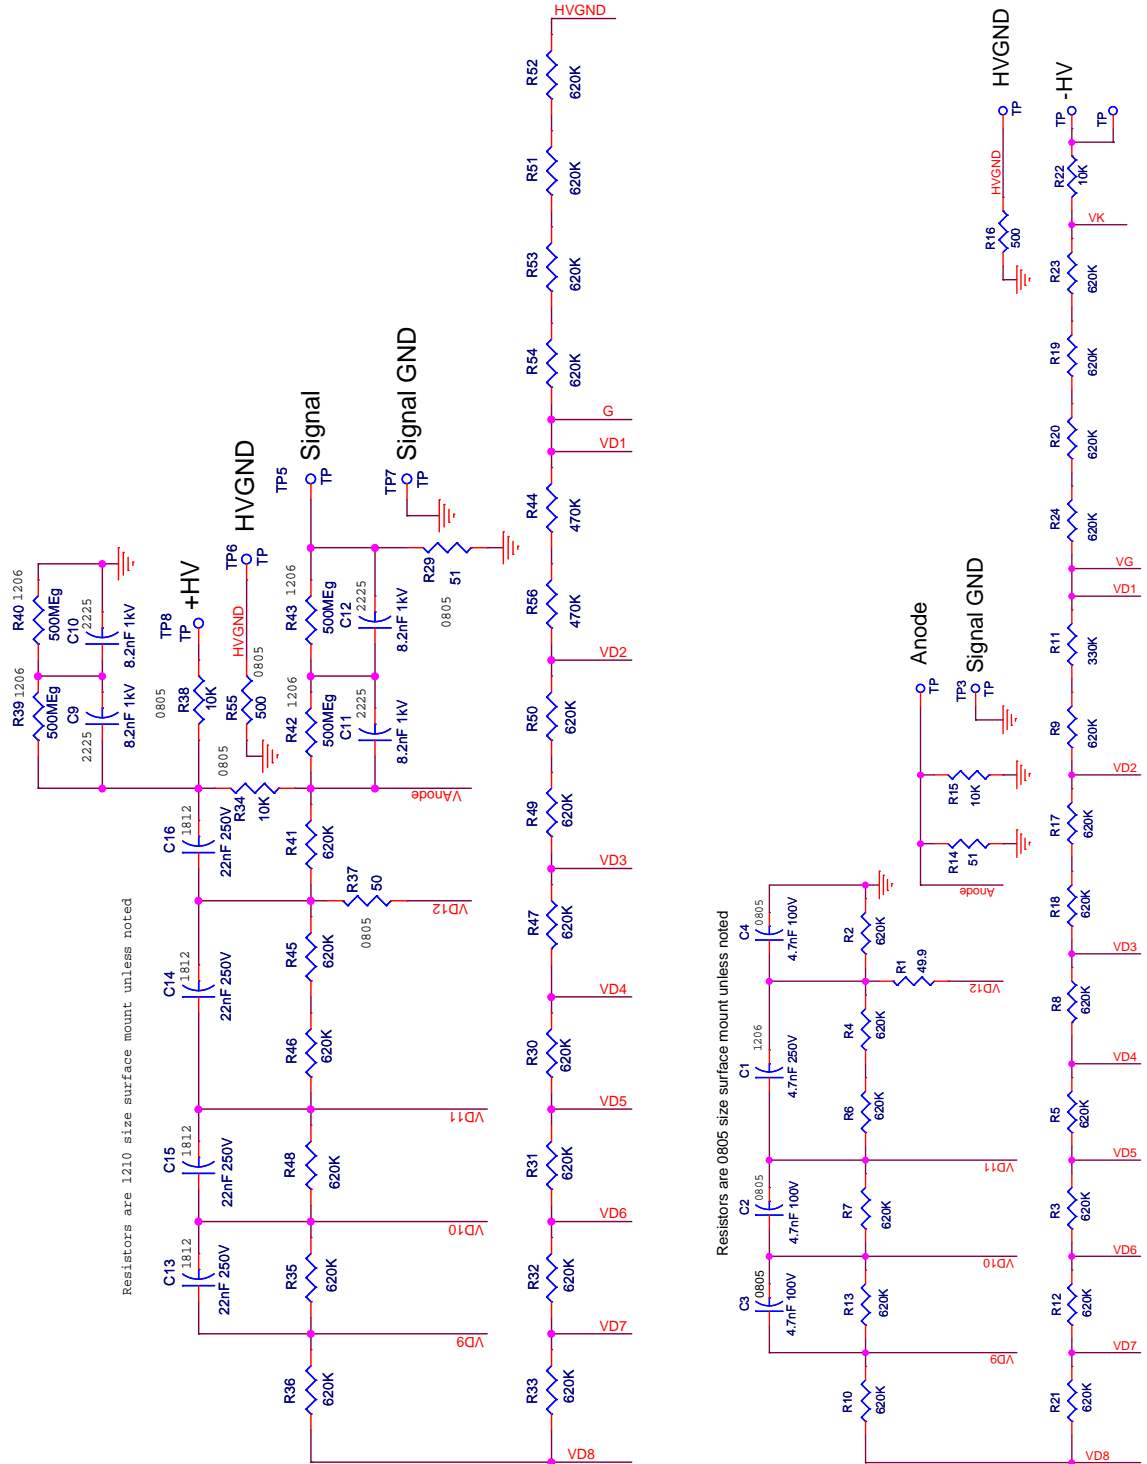 HVGND
R52
620K
R51
620K
R53
620K
R54
620K
G
VD1
R44
470K
R56
470K
VD2
R50
620K
R49
620K
VD3
R47
620K
VD4
R30
620K
VD5
R31
620K
VD6
R32
620K
VD7
R33
620K
VD8
R40 1206
500MEg
C10
2225
8.2nF 1kV
R39 1206
500MEg
C9
2225
8.2nF 1kV
+HV
TP8
TP
0805
R38
10K
HVGND
TP6
TP
HVGND
0805
R55
500
Signal
TP5
TP
Signal GND
TP7
TP
R29
51
0805
1206
R43
500MEg
C12
2225
8.2nF 1kV
1206
R42
500MEg
C11
2225
8.2nF 1kV
0805
R34
10K
VAnode
C16
1812
22nF 250V
R41
620K
R37
50
0805
VD12
C14
1812
22nF 250V
R45
620K
R46
620K
VD11
C15
1812
22nF 250V
R48
620K
VD10
C13
1812
22nF 250V
R35
620K
VD9
R36
620K
Resistors are 1210 size surface mount unless noted
HVGND
TP
HVGND
R16
500
-HV
TP
TP
R22
10K
VK
R23
620K
R19
620K
R20
620K
R24
620K
VG
VD1
R11
330K
R9
620K
VD2
R17
620K
R18
620K
VD3
R8
620K
VD4
R5
620K
VD5
R3
620K
VD6
R12
620K
VD7
R21
620K
VD8
Anode
TP
Signal GND
TP3
TP
R15
10K
R14
51
Anode
C4
0805
4.7nF 100V
R2
620K
R1
49.9
VD12
C1
1206
4.7nF 250V
R4
620K
R6
620K
VD11
C2
0805
4.7nF 100V
R7
620K
VD10
C3
0805
4.7nF 100V
R13
620K
VD9
R10
620K
Resistors are 0805 size surface mount unless noted